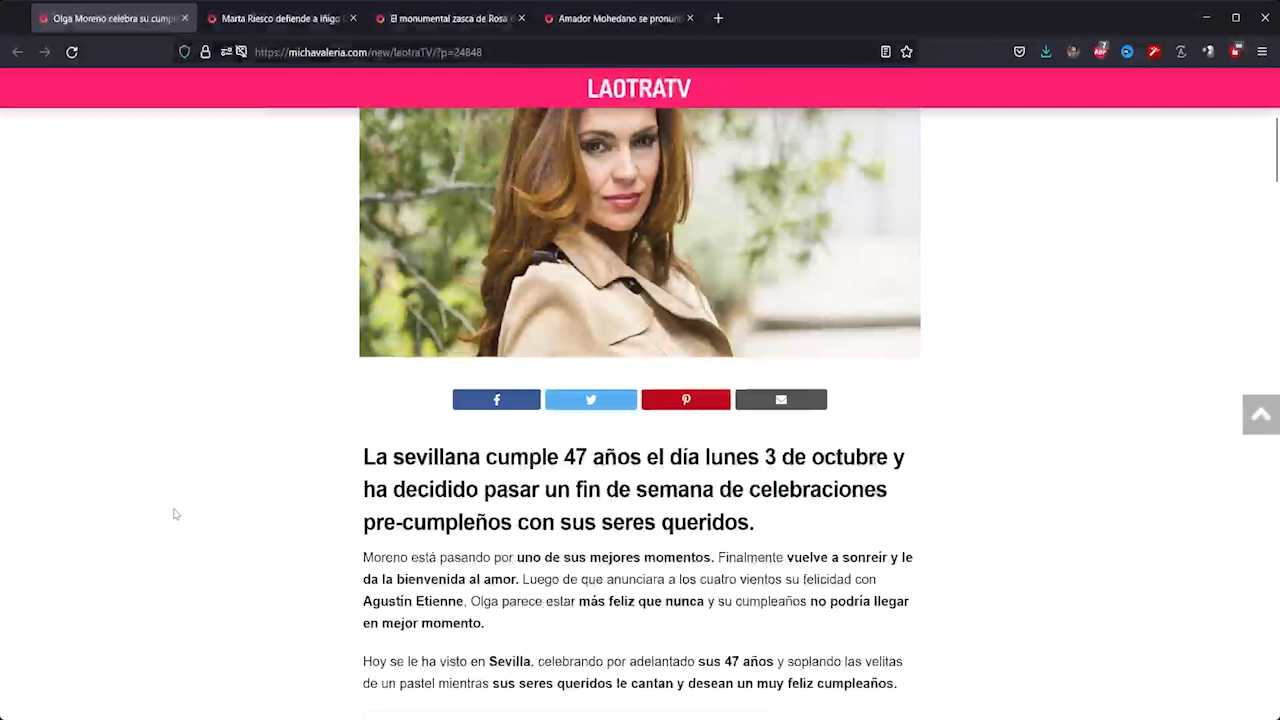 Olga Moreno celebra su cumpl
Marta Riesco defiende a Iñigo O
El monumental zasca de Rosa E
Amador Mohedano se pronun
https://michavaleria.com/new/laotraTV/?p=24848
LAOTRATV
La sevillana cumple 47 años el día lunes 3 de octubre y
ha decidido pasar un fin de semana de celebraciones
pre-cumpleños con sus seres queridos.
Moreno está pasando por uno de sus mejores momentos. Finalmente vuelve a sonreír y le
da la bienvenida al amor. Luego de que anunciara a los cuatro vientos su felicidad con
Agustín Etienne, Olga parece estar más feliz que nunca y su cumpleaños no podría llegar
en mejor momento.
Hoy se le ha visto en Sevilla, celebrando por adelantado sus 47 años y soplando las velitas
de un pastel mientras sus seres queridos le cantan y desean un muy feliz cumpleaños.